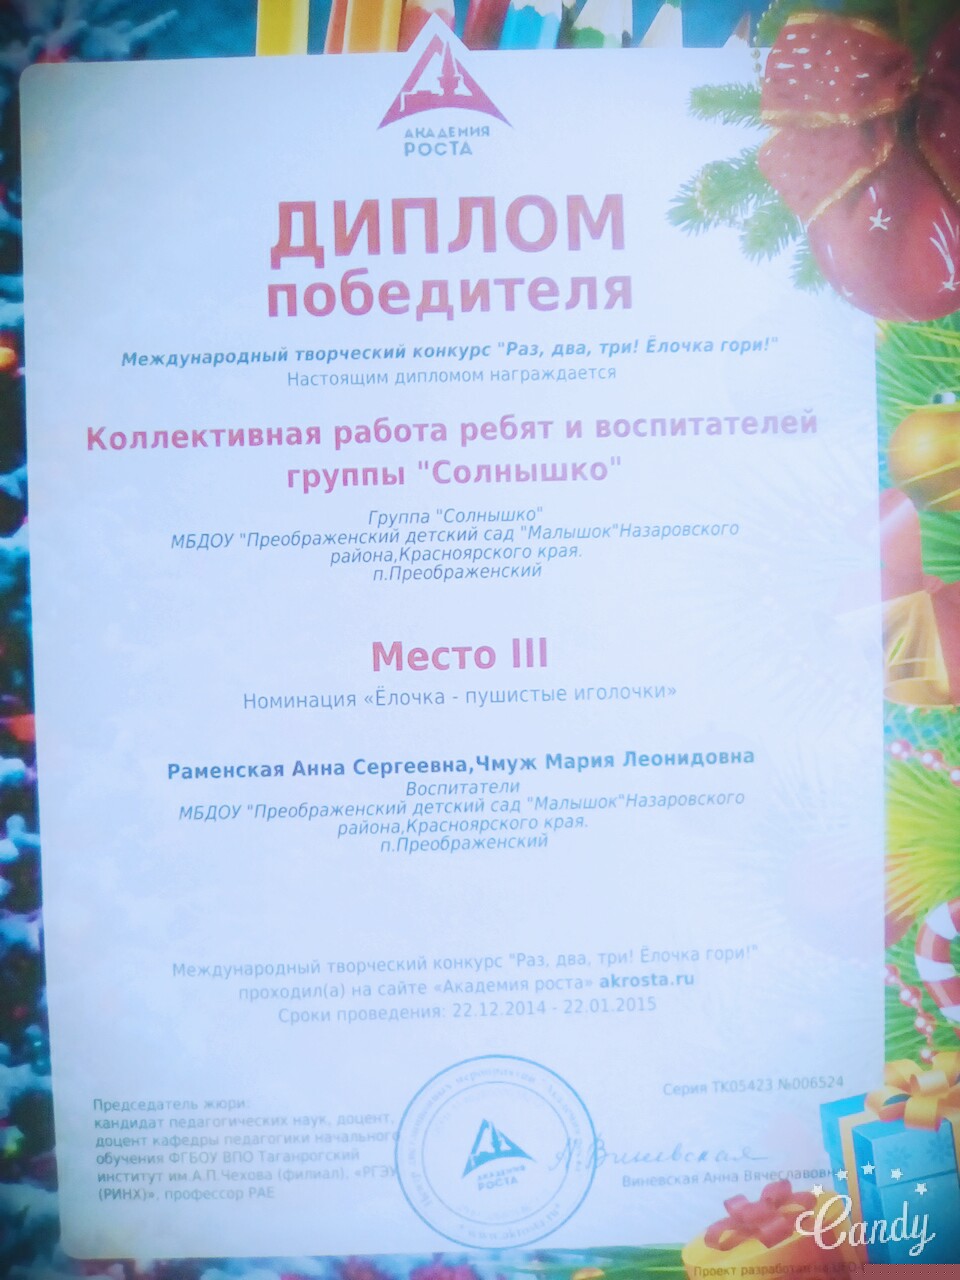 АКАДЕМИЯ
РОСТА
ДИПЛОМ
победителя
Международный творческий конкурс "Раз, два, три! Ёлочка гори!"
Настоящим дипломом награждается
Коллективная работа ребят и воспитателей
группы "Солнышко"
Группа "Солнышко"
МБДОУ "Преображенский детский сад "Малышок"Назаровского
района,Красноярского края.
п.Преображенский
Место III
Номинация «Ёлочка - пушистые иголочки»
Раменская Анна Сергеевна,Чмуж Мария Леонидовна
Воспитатели
МБДОУ "Преображенский детский сад "Малышок"Назаровского
района,Красноярского края.
п.Преображенский
Международный творческий конкурс "Раз, два, три! Ёлочка гори!"
проходил(а) на сайте «Академия роста» akrosta.ru
Сроки проведения: 22.12.2014 - 22.01.2015
Серия ТК05423 №006524
Председатель жюри:
кандидат педагогических наук, доцент,
доцент кафедры педагогики начального
обучения ФГБОУ ВПО Таганрогский
институт им.А.П.Чехова (филиал), «РГЭУ
(РИНХ)», профессор РАЕ
АКАДЕМИЯ
РОСТА
А Виневская
Виневская Анна Вячеславовна
Candy
Проект разработан на